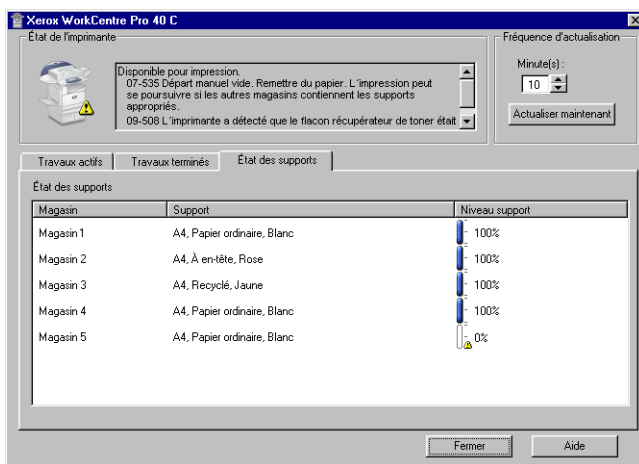 Xerox WorkCentre Pro 40 C
État de l'imprimante
Disponible pour impression.
07-535 Départ manuel vide. Remettre du papier. L´impression peut
se poursuivre si les autres magasins contiennent les supports
appropriés.
09-508 L´imprimante a détecté que le flacon récupérateur de toner était
Fréquence d'actualisation
Minute(s) :
10
Actualiser maintenant
Travaux actifs
Travaux terminés
État des supports
État des supports
Magasin Support Niveau support
Magasin 1 A4, Papier ordinaire, Blanc 100%
Magasin 2 A4, À en-tête, Rose 100%
Magasin 3 A4, Recyclé, Jaune 100%
Magasin 4 A4, Papier ordinaire, Blanc 100%
Magasin 5 A4, Papier ordinaire, Blanc 0%
Fermer
Aide